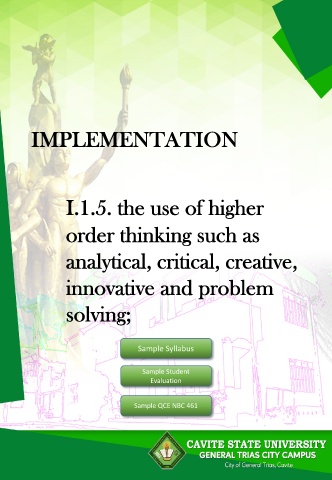 IMPLEMENTATION
I.1.5. the use of higher
order thinking such as
analytical, critical, creative,
innovative and problem
solving;
Sample Syllabus
Sample Student
Evaluation
Sample QCE NBC 461
CAVITE STATE UNIVERSITY
GENERAL TRIAS CITY CAMPUS
City of General Trias, Cavite